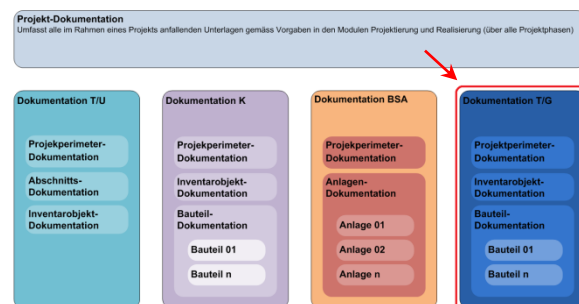 Projekt-Dokumentation
Umfasst alle im Rahmen eines Projekts anfallenden Unterlagen gemäss Vorgaben in den Modulen Projektierung und Realisierung (über alle Projektphasen)
Dokumentation T/U
Projekperimeter-
Dokumentation
Abschnitts-
Dokumentation
Inventarobjekt-
Dokumentation
Dokumentation K
Projekperimeter-
Dokumentation
Inventarobjekt-
Dokumentation
Bauteil-
Dokumentation
Bauteil 01
Bauteil n
Dokumentation BSA
Projekperimeter-
Dokumentation
Anlagen-
Dokumentation
Anlage 01
Anlage 02
Anlage n
Dokumentation T/G
Projektperimeter-
Dokumentation
Inventarobjekt-
Dokumentation
Bauteil-
Dokumentation
Bauteil 01
Bauteil n